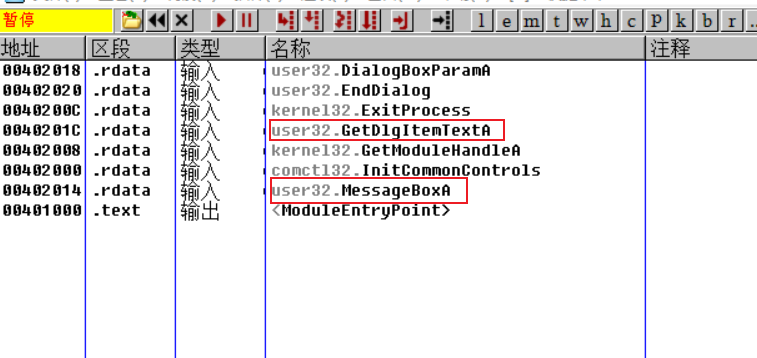 暂停 l e m t w h c p k b r ...
地址 区段 类型 名称 注释
00402018 .rdata 输入 user32.DialogBoxParamA
00402020 .rdata 输入 user32.EndDialog
0040200C .rdata 输入 kernel32.ExitProcess
0040201C .rdata 输入 user32.GetDlgItemTextA
00402008 .rdata 输入 kernel32.GetModuleHandleA
00402000 .rdata 输入 comctl32.InitCommonControls
00402014 .rdata 输入 user32.MessageBoxA
00401000 .text 输出 <ModuleEntryPoint>